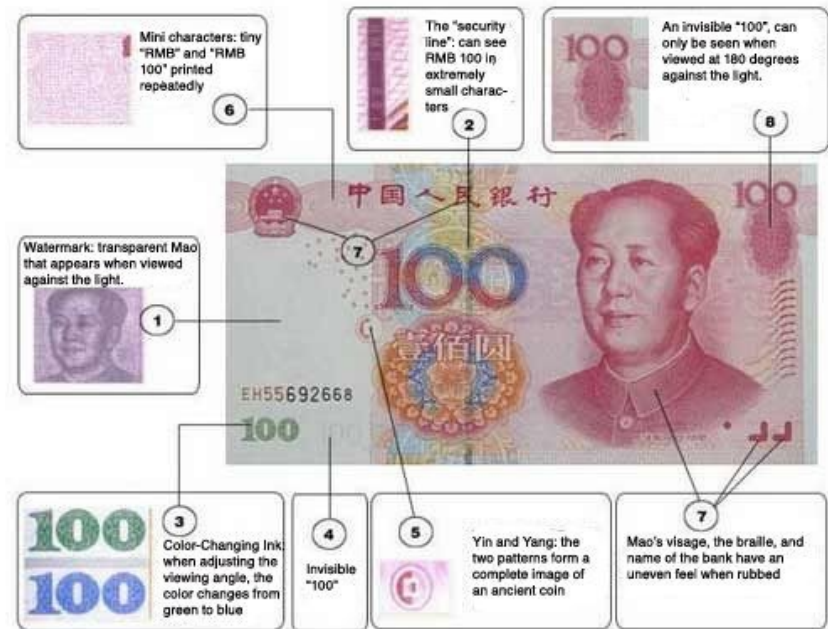 Mini characters: tiny
"RMB" and "RMB
100" printed
repeatedly
6
The "security
line": can see
RMB 100 in
extremely
small charac-
ters
2
An invisible "100", can
only be seen when
viewed at 180 degrees
against the light.
8
100
中国人民银行
100
7
100
Watermark: transparent Mao
that appears when viewed
against the light.
1
壹佰圆
EH55692668
100
100
100
100
3
Color-Changing Ink:
when adjusting the
viewing angle, the
color changes from
green to blue
4
Invisible
"100"
5
Yin and Yang: the
two patterns form a
complete image of
an ancient coin
7
Mao's visage, the braille, and
name of the bank have an
uneven feel when rubbed